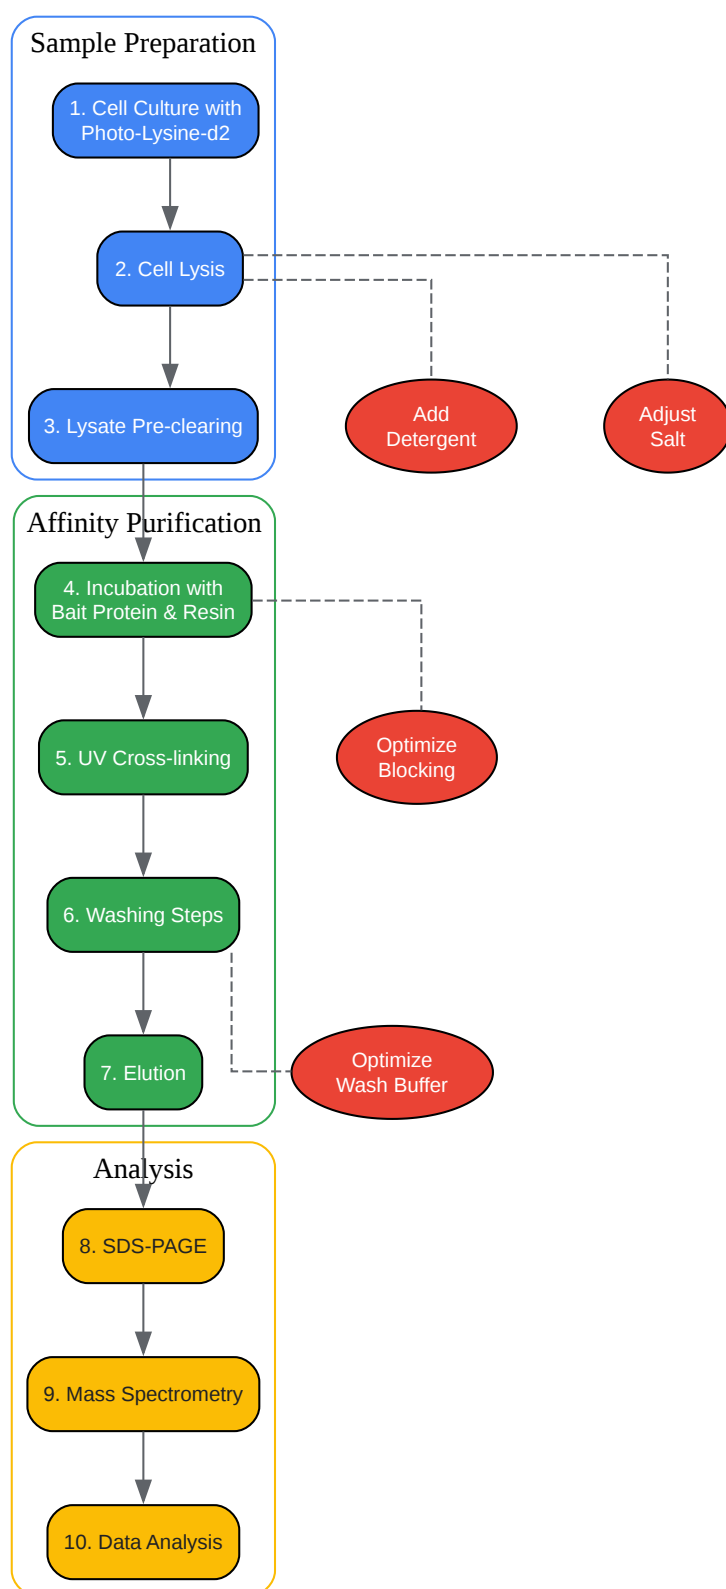 Sample Preparation
1. Cell Culture with
Photo-Lysine-d2
2. Cell Lysis
3. Lysate Pre-clearing
Add
Detergent
Adjust
Salt
Affinity Purification
4. Incubation with
Bait Protein & Resin
5. UV Cross-linking
Optimize
Blocking
6. Washing Steps
7. Elution
Optimize
Wash Buffer
Analysis
8. SDS-PAGE
9. Mass Spectrometry
10. Data Analysis